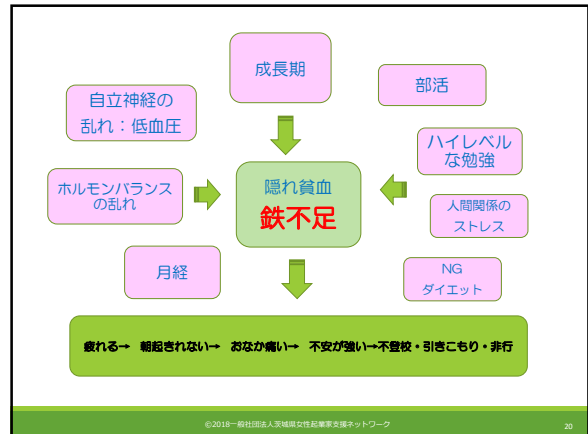 成長期
部活
自立神経の
乱れ：低血圧
ハイレベル
な勉強
隠れ貧血
鉄不足
ホルモンバランス
の乱れ
人間関係の
ストレス
月経
NG
ダイエット
疲れる→ 朝起きれない→ おなか痛い→ 不安が強い→不登校・引きこもり・非行
©2018一般社団法人茨城県女性起業家支援ネットワーク
20